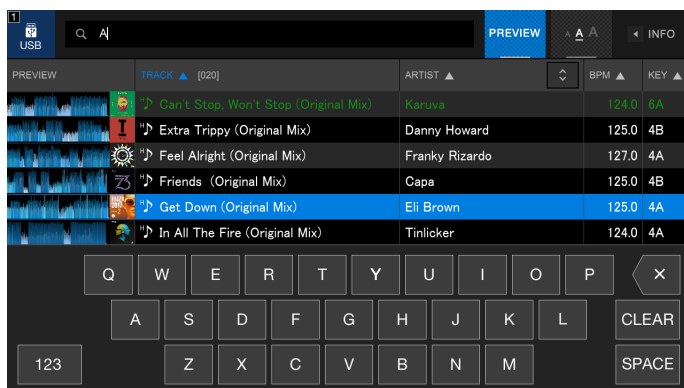 1
USB
A
PREVIEW
A A A
INFO
PREVIEW TRACK ▲ [020] ARTIST ▲ BPM ▲ KEY ▲
H♪ Can't Stop, Won't Stop (Original Mix) Karuva 124.0 6A
H♪ Extra Trippy (Original Mix) Danny Howard 125.0 4B
H♪ Feel Alright (Original Mix) Franky Rizardo 127.0 4A
H♪ Friends (Original Mix) Capa 125.0 4B
H♪ Get Down (Original Mix) Eli Brown 125.0 4A
H♪ In All The Fire (Original Mix) Tinlicker 124.0 4A
Q W E R T Y U I O P ×
A S D F G H J K L CLEAR
123 Z X C V B N M SPACE